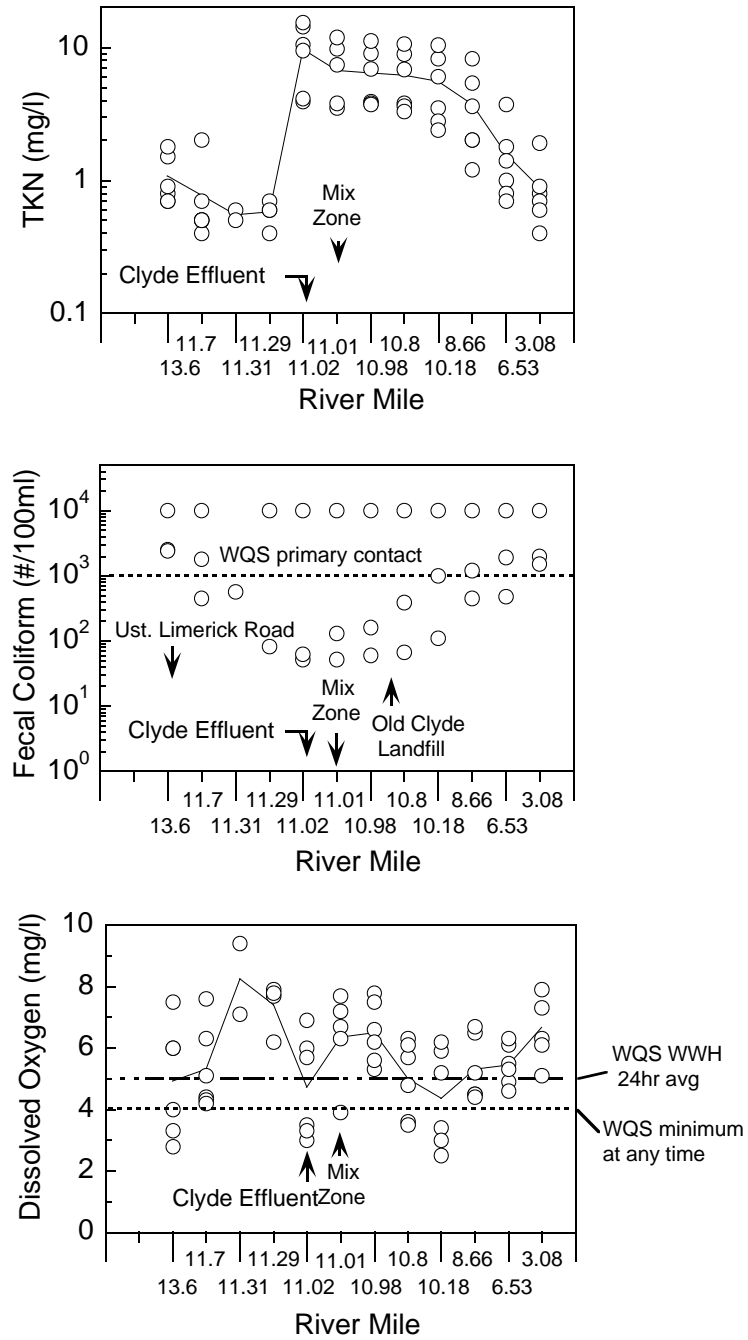 TKN (mg/l)
10
1
0.1
Mix
Zone
Clyde Effluent
11.7 11.29 11.01 10.8 8.66 3.08
13.6 11.31 11.02 10.98 10.18 6.53
River Mile
Fecal Coliform (#/100ml)
10^4
10^3
10^2
10^1
10^0
WQS primary contact
Ust. Limerick Road
Mix
Zone
Clyde Effluent
Old Clyde
Landfill
11.7 11.29 11.01 10.8 8.66 3.08
13.6 11.31 11.02 10.98 10.18 6.53
River Mile
Dissolved Oxygen (mg/l)
10
8
6
4
2
0
WQS WWH
24hr avg
WQS minimum
at any time
Clyde Effluent
Mix
Zone
11.7 11.29 11.01 10.8 8.66 3.08
13.6 11.31 11.02 10.98 10.18 6.53
River Mile